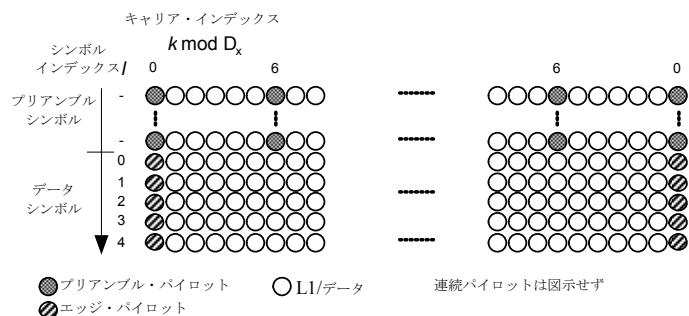 キャリア・インデックス
k mod Dx
シンボル
インデックス l 0 6 6 0
プリアンブル
シンボル
-
-
0
データ
シンボル
1
2
3
4
プリアンブル・パイロット
L1/データ
連続パイロットは図示せず
エッジ・パイロット